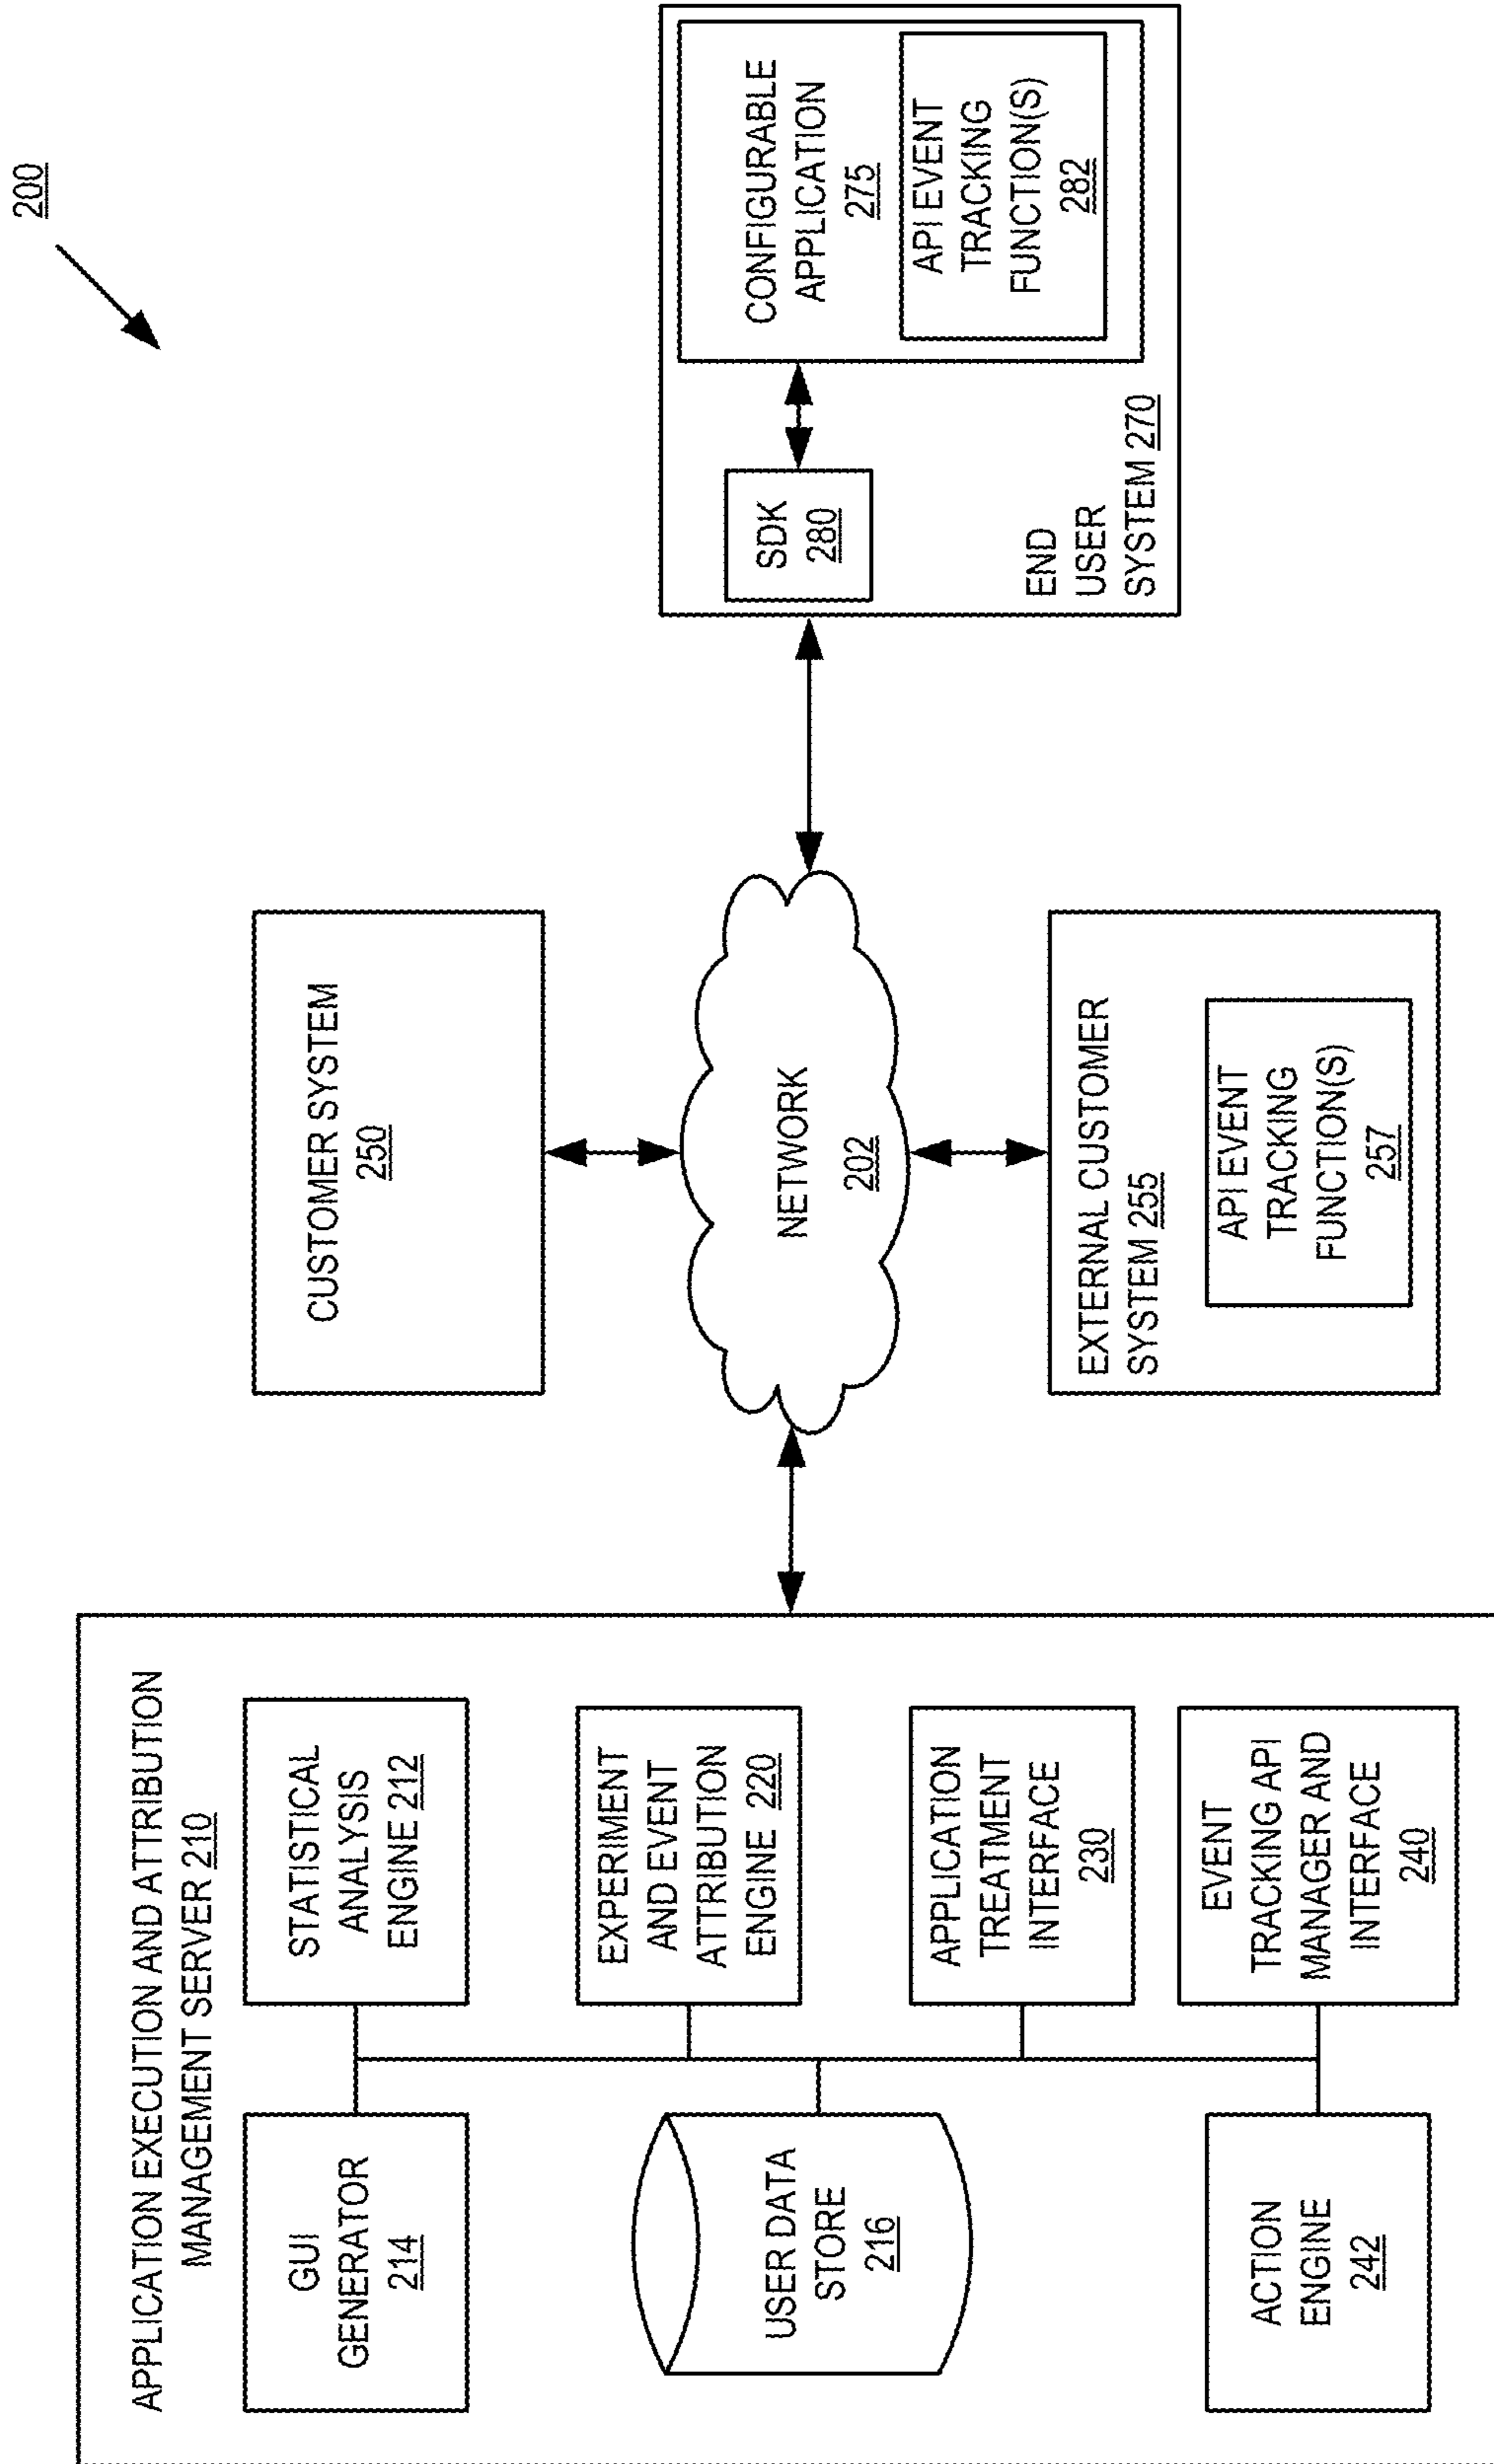 200
APPLICATION EXECUTION AND ATTRIBUTION
MANAGEMENT SERVER 210
GUI
GENERATOR
214
STATISTICAL
ANALYSIS
ENGINE 212
USER DATA
STORE
216
EXPERIMENT
AND EVENT
ATTRIBUTION
ENGINE 220
APPLICATION
TREATMENT
INTERFACE
230
ACTION
ENGINE
242
EVENT
TRACKING API
MANAGER AND
INTERFACE
240
CUSTOMER SYSTEM
250
NETWORK
202
EXTERNAL CUSTOMER
SYSTEM 255
API EVENT
TRACKING
FUNCTION(S)
257
SDK
280
CONFIGURABLE
APPLICATION
275
API EVENT
TRACKING
FUNCTION(S)
282
END
USER
SYSTEM 270